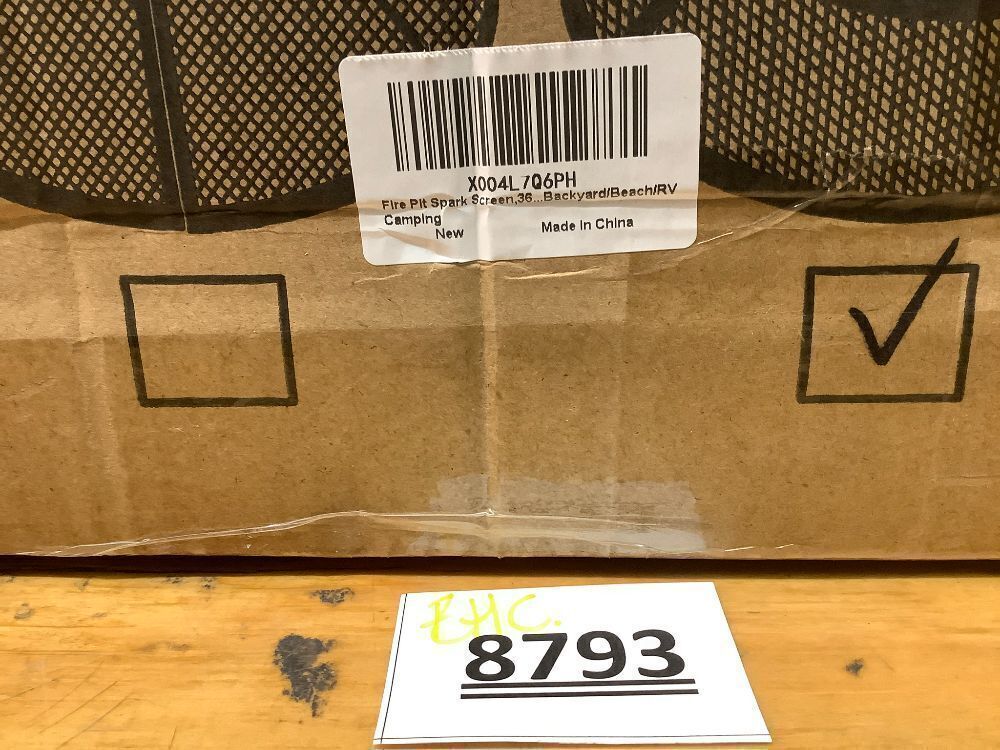 X004L7Q6PH
Fire Pit Spark Screen,36...Backyard/Beach/RV
Camping
New
Made in China
EHC.
8793